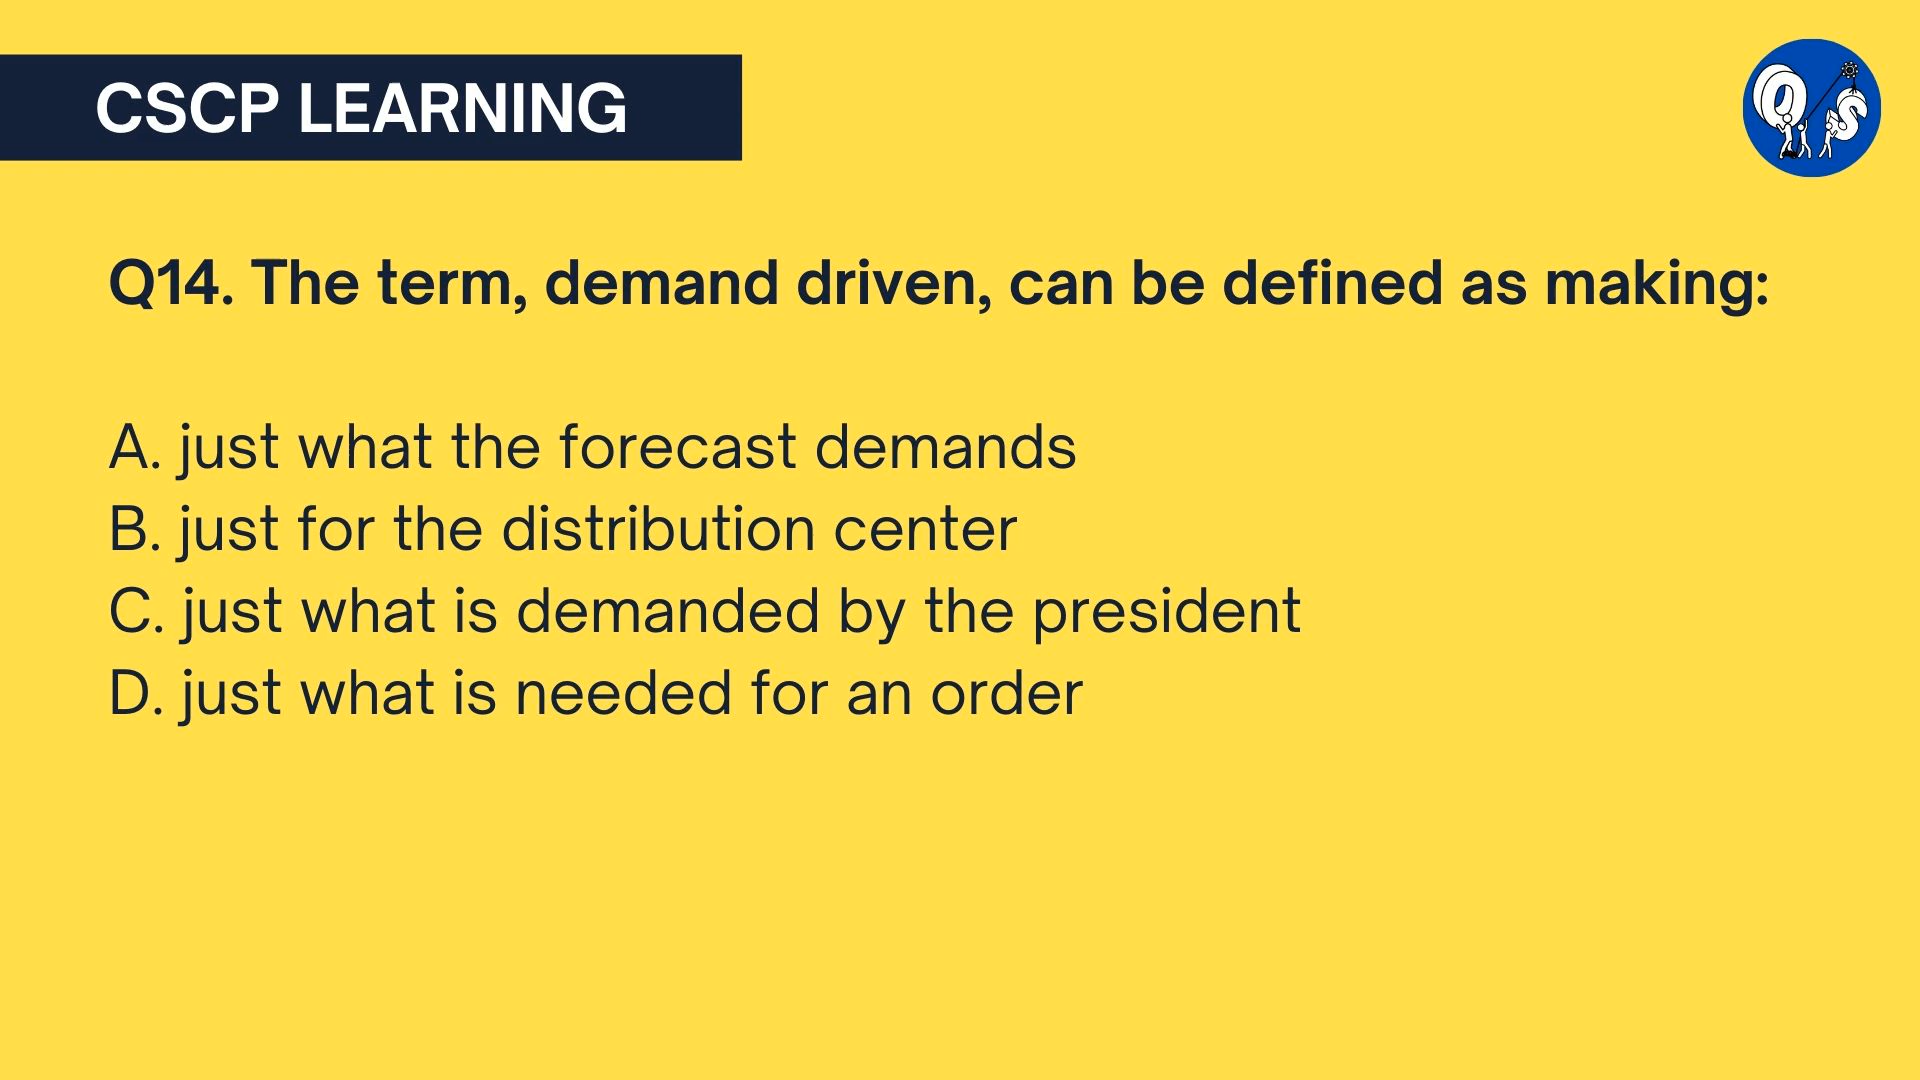 CSCP LEARNING
Q S
Q14. The term, demand driven, can be defined as making:
A. just what the forecast demands
B. just for the distribution center
C. just what is demanded by the president
D. just what is needed for an order